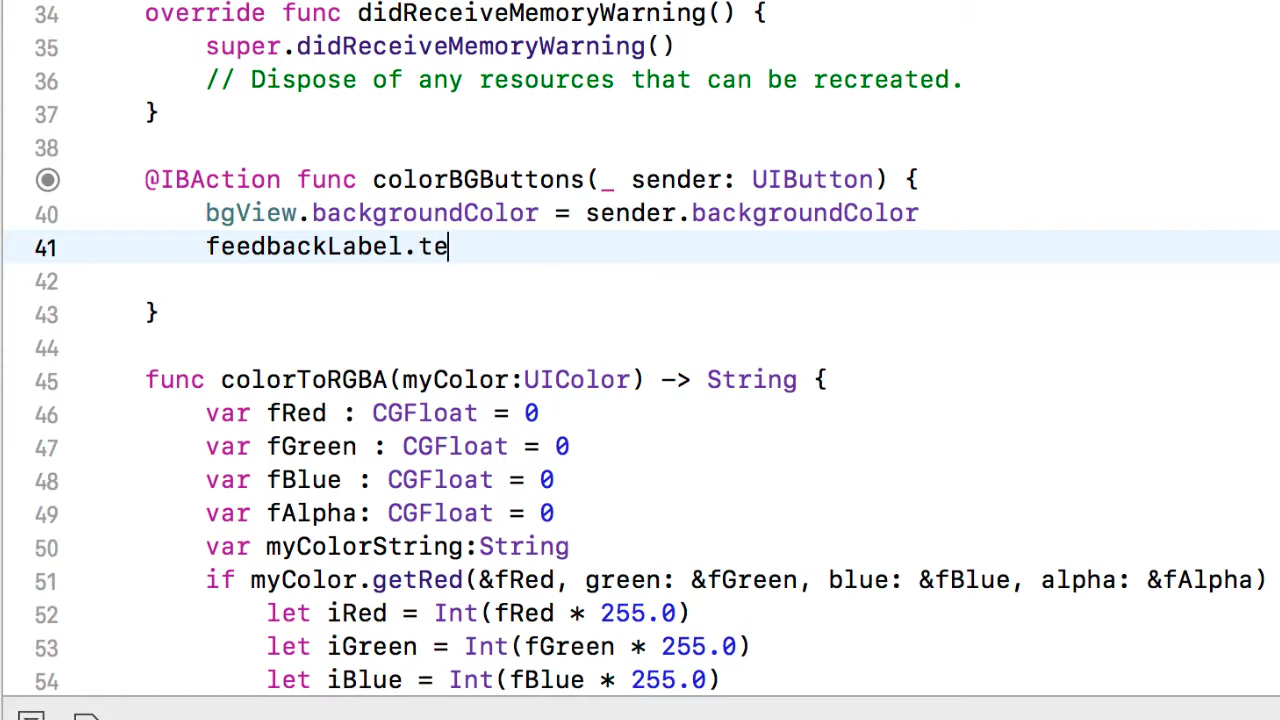 34 override func didReceiveMemoryWarning() {
35 super.didReceiveMemoryWarning()
36 // Dispose of any resources that can be recreated.
37 }
38
@IBAction func colorBGButtons(_ sender: UIButton) {
40 bgView.backgroundColor = sender.backgroundColor
41 feedbackLabel.te
42
43 }
44
45 func colorToRGBA(myColor:UIColor) -> String {
46 var fRed : CGFloat = 0
47 var fGreen : CGFloat = 0
48 var fBlue : CGFloat = 0
49 var fAlpha: CGFloat = 0
50 var myColorString:String
51 if myColor.getRed(&fRed, green: &fGreen, blue: &fBlue, alpha: &fAlpha)
52 let iRed = Int(fRed * 255.0)
53 let iGreen = Int(fGreen * 255.0)
54 let iBlue = Int(fBlue * 255.0)